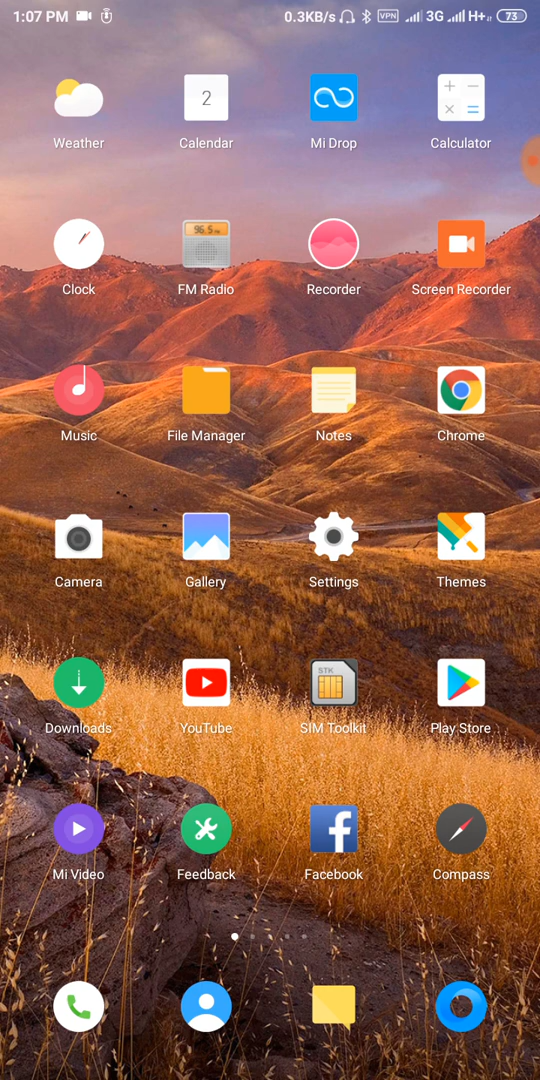 1:07 PM 0.3KB/s VPN 3G H+ 73
Weather 2 Calendar Mi Drop Calculator
Clock 96.5 FM Radio Recorder Screen Recorder
Music File Manager Notes Chrome
Camera Gallery Settings Themes
Downloads YouTube STK SIM Toolkit Play Store
Mi Video Feedback Facebook Compass